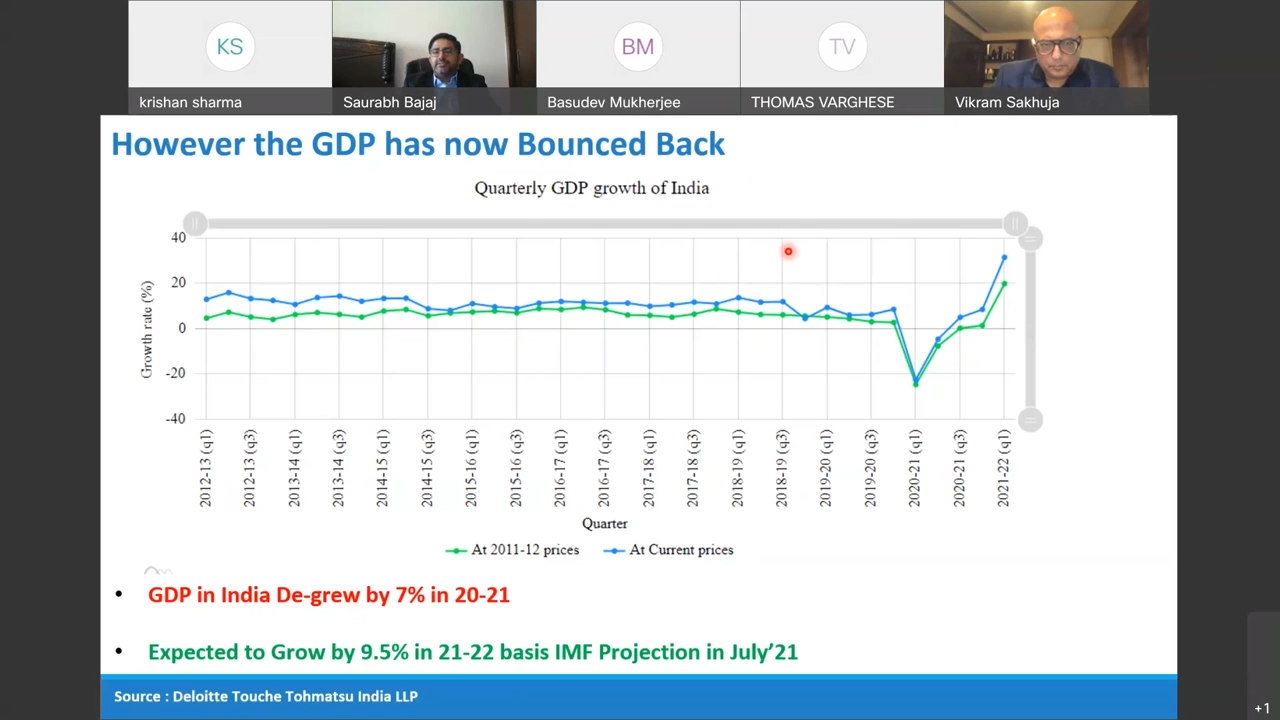 KS
BM
TV
krishan sharma
Saurabh Bajaj
Basudev Mukherjee
THOMAS VARGHESE
Vikram Sakhuja
However the GDP has now Bounced Back
Quarterly GDP growth of India
40
20
0
-20
-40
Growth rate (%)
2012-13 (q1)
2012-13 (q3)
2013-14 (q1)
2013-14 (q3)
2014-15 (q1)
2014-15 (q3)
2015-16 (q1)
2015-16 (q3)
2016-17 (q1)
2016-17 (q3)
2017-18 (q1)
2017-18 (q3)
2018-19 (q1)
2018-19 (q3)
2019-20 (q1)
2019-20 (q3)
2020-21 (q1)
2020-21 (q3)
2021-22 (q1)
Quarter
At 2011-12 prices
At Current prices
• GDP in India De-grew by 7% in 20-21
• Expected to Grow by 9.5% in 21-22 basis IMF Projection in July’21
Source : Deloitte Touche Tohmatsu India LLP
+1